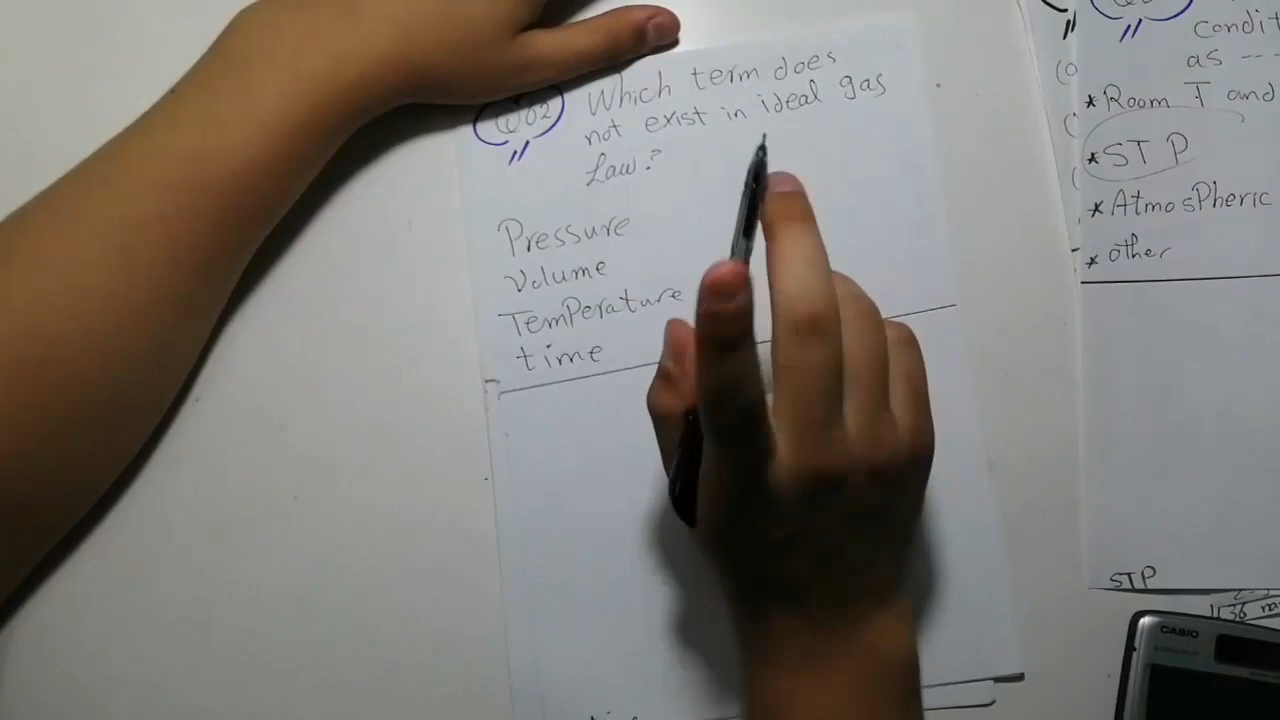 Q02
Which term does
not exist in ideal gas
Law?
Pressure
Volume
Temperature
time
condit
as ---
*Room T and
*STP
*Atmospheric
*other
STP
CASIO